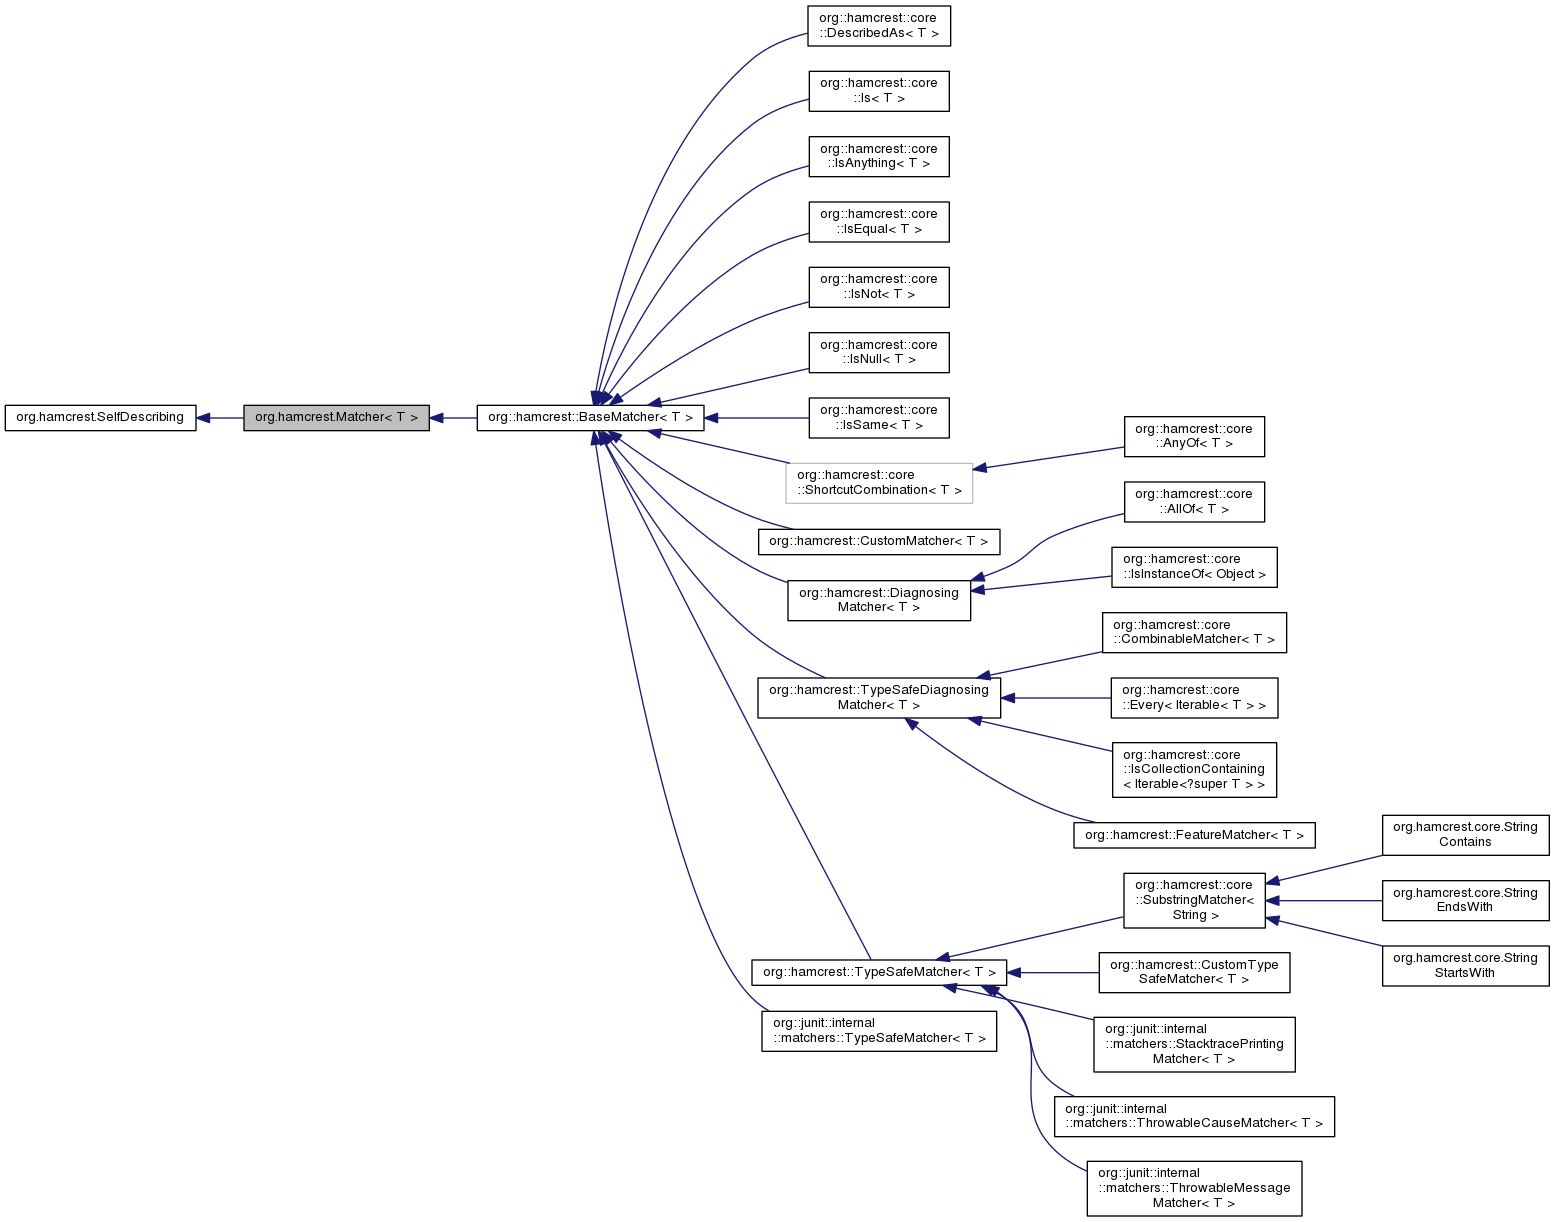 org.hamcrest.SelfDescribing
org.hamcrest.Matcher< T >
org::hamcrest::BaseMatcher< T >
org::hamcrest::core
::DescribedAs< T >
org::hamcrest::core
::Is< T >
org::hamcrest::core
::IsAnything< T >
org::hamcrest::core
::IsEqual< T >
org::hamcrest::core
::IsNot< T >
org::hamcrest::core
::IsNull< T >
org::hamcrest::core
::IsSame< T >
org::hamcrest::core
::ShortcutCombination< T >
org::hamcrest::CustomMatcher< T >
org::hamcrest::Diagnosing
Matcher< T >
org::hamcrest::TypeSafeDiagnosing
Matcher< T >
org::hamcrest::TypeSafeMatcher< T >
org::junit::internal
::matchers::TypeSafeMatcher< T >
org::hamcrest::core
::AnyOf< T >
org::hamcrest::core
::AllOf< T >
org::hamcrest::core
::IsInstanceOf< Object >
org::hamcrest::core
::CombinableMatcher< T >
org::hamcrest::core
::Every< Iterable< T > >
org::hamcrest::core
::IsCollectionContaining
< Iterable<?super T > >
org::hamcrest::FeatureMatcher< T >
org::hamcrest::core
::SubstringMatcher<
String >
org::hamcrest::CustomType
SafeMatcher< T >
org::junit::internal
::matchers::StacktracePrinting
Matcher< T >
org::junit::internal
::matchers::ThrowableCauseMatcher< T >
org::junit::internal
::matchers::ThrowableMessage
Matcher< T >
org.hamcrest.core.String
Contains
org.hamcrest.core.String
EndsWith
org.hamcrest.core.String
StartsWith